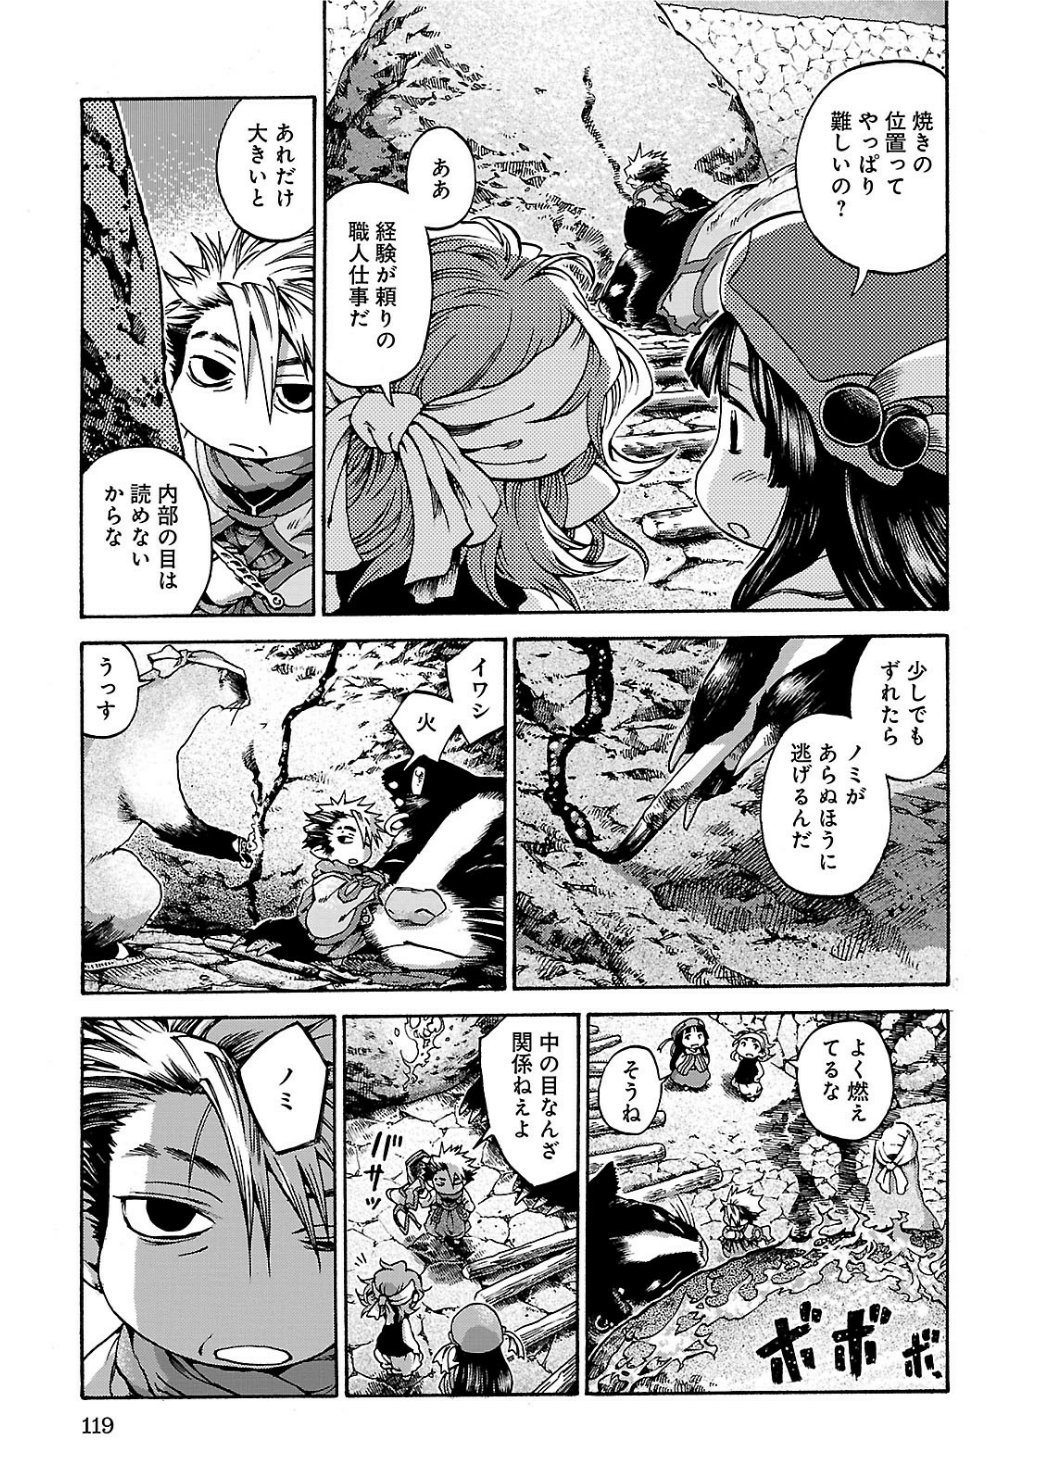 焼きの
位置って
やっぱり
難しいの?
ああ
経験が頼りの
職人仕事だ
あれだけ
大きいと
内部の目は
読めない
からな
少しでも
ずれたら
ノミが
あらぬほうに
逃げるんだ
イワシ
火
うっす
よく燃え
てるな
そうね
ボボボ
中の目なんざ
関係ねぇよ
バサッ
ノミ
119